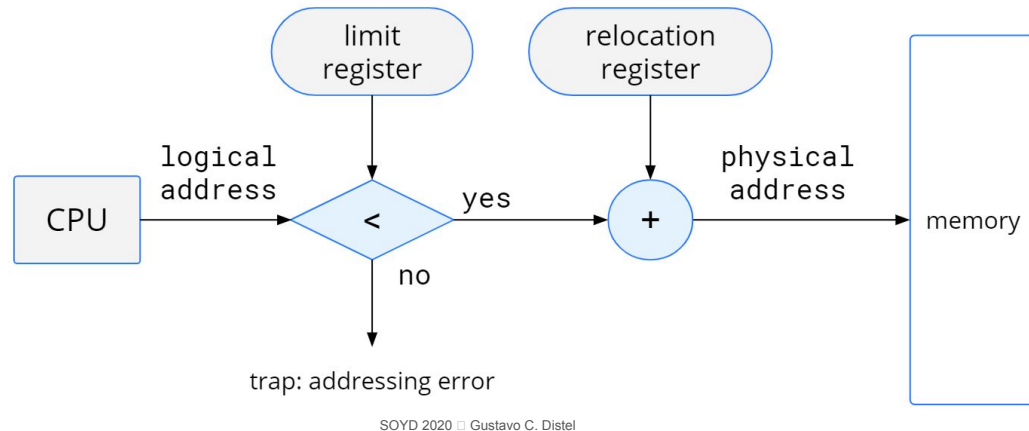 limit
register
relocation
register
logical
address
physical
address
CPU
<
yes
+
memory
no
trap: addressing error
SOYD 2020 □ Gustavo C. Distel